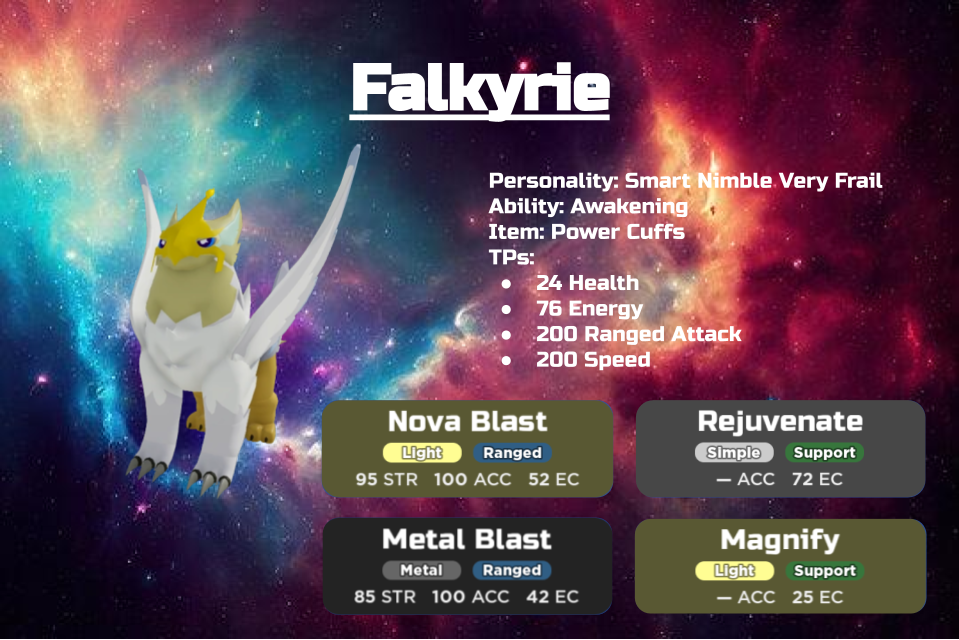 Falkyrie
Personality: Smart Nimble Very Frail
Ability: Awakening
Item: Power Cuffs
TPs:
● 24 Health
● 76 Energy
● 200 Ranged Attack
● 200 Speed
Nova Blast
Light Ranged
95 STR 100 ACC 52 EC
Rejuvenate
Simple Support
— ACC 72 EC
Metal Blast
Metal Ranged
85 STR 100 ACC 42 EC
Magnify
Light Support
— ACC 25 EC